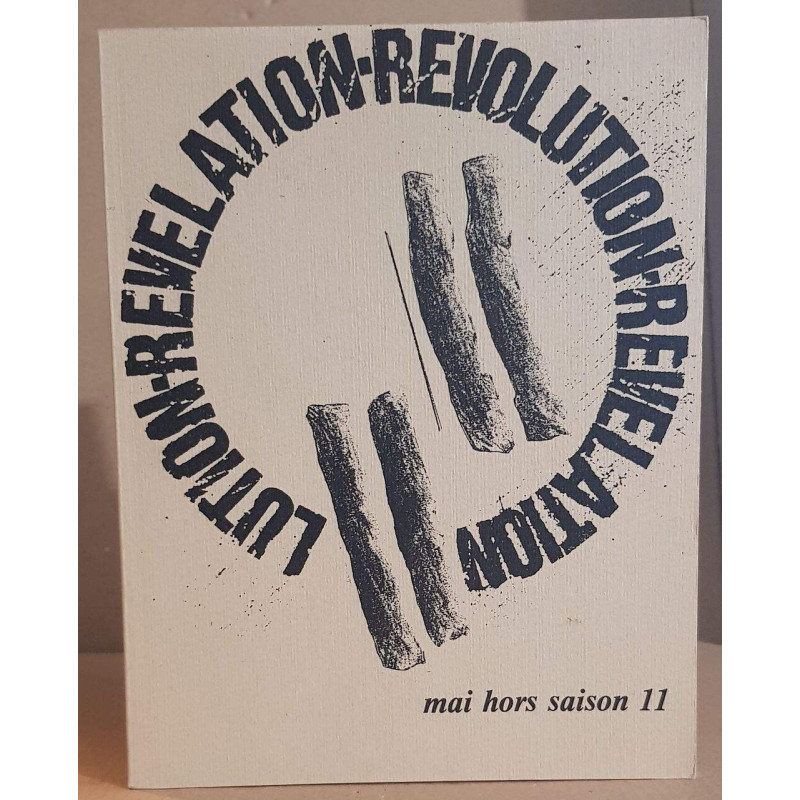 LUTION-REVELATION-REVOLUTION-REVELATION
mai hors saison 11